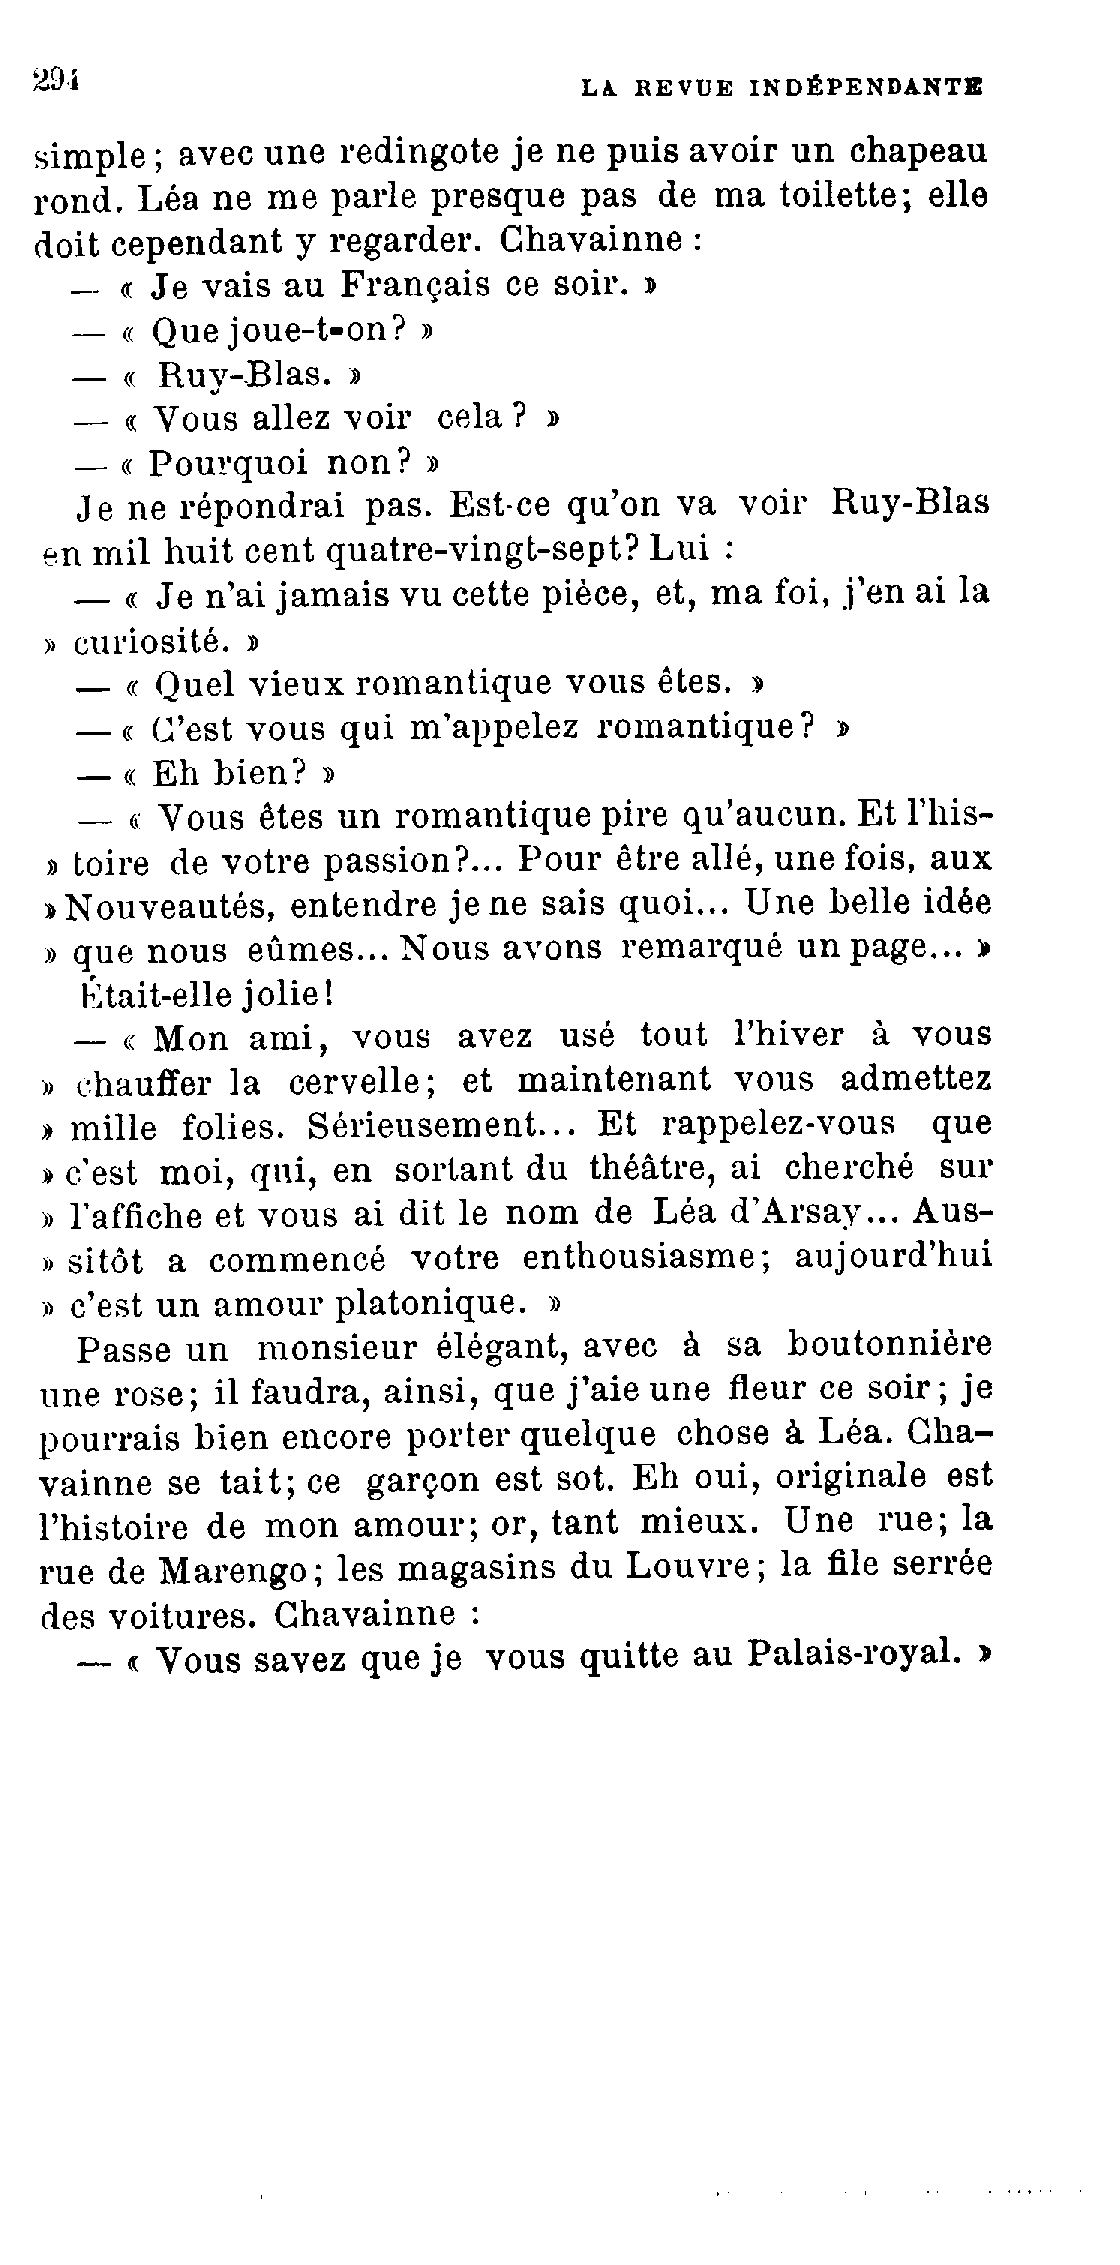 294
LA REVUE INDÉPENDANTE
simple ; avec une redingote je ne puis avoir un chapeau
rond. Léa ne me parle presque pas de ma toilette; elle
doit cependant y regarder. Chavainne :
— « Je vais au Français ce soir. »
— « Que joue-t-on? »
— « Ruy-Blas. »
— « Vous allez voir cela ? »
— « Pourquoi non? »
Je ne répondrai pas. Est-ce qu'on va voir Ruy-Blas
en mil huit cent quatre-vingt-sept? Lui :
— « Je n'ai jamais vu cette pièce, et, ma foi, j'en ai la
» curiosité. »
— « Quel vieux romantique vous êtes. »
— « C'est vous qui m'appelez romantique? »
— « Eh bien? »
— « Vous êtes un romantique pire qu'aucun. Et l'his-
» toire de votre passion?... Pour être allé, une fois, aux
» Nouveautés, entendre je ne sais quoi... Une belle idée
» que nous eûmes... Nous avons remarqué un page... »
Était-elle jolie!
— « Mon ami, vous avez usé tout l'hiver à vous
» chauffer la cervelle; et maintenant vous admettez
» mille folies. Sérieusement... Et rappelez-vous que
» c'est moi, qui, en sortant du théâtre, ai cherché sur
» l'affiche et vous ai dit le nom de Léa d'Arsay... Aus-
» sitôt a commencé votre enthousiasme; aujourd'hui
» c'est un amour platonique. »
Passe un monsieur élégant, avec à sa boutonnière
une rose; il faudra, ainsi, que j'aie une fleur ce soir; je
pourrais bien encore porter quelque chose à Léa. Cha-
vainne se tait; ce garçon est sot. Eh oui, originale est
l'histoire de mon amour; or, tant mieux. Une rue; la
rue de Marengo; les magasins du Louvre; la file serrée
des voitures. Chavainne :
— « Vous savez que je vous quitte au Palais-royal. »